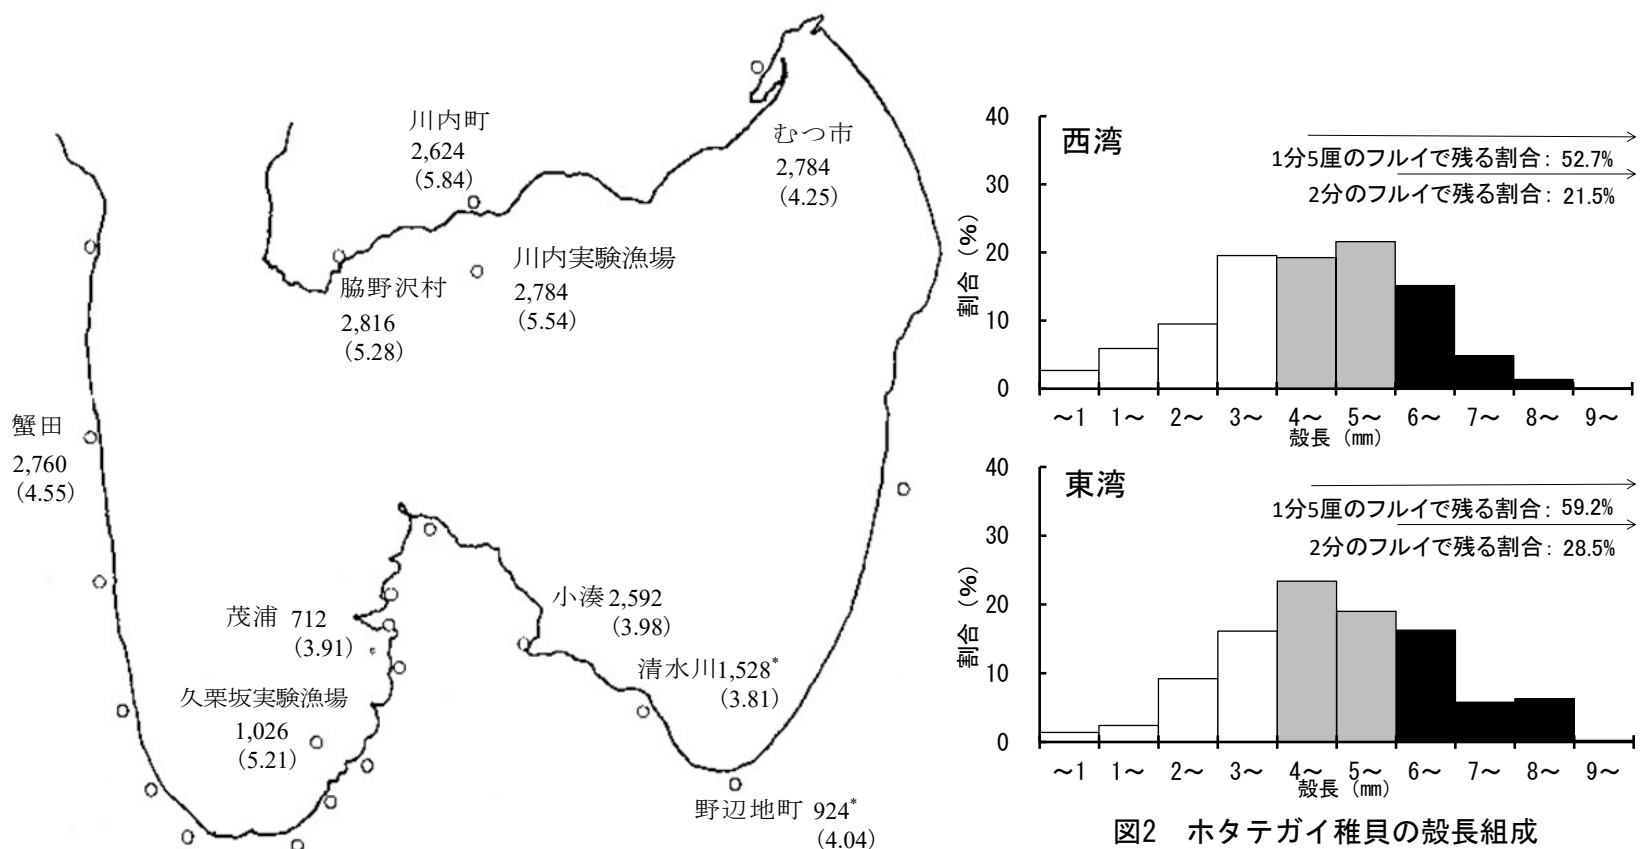 川内町
2,624
(5.84)
むつ市
2,784
(4.25)
川内実験漁場
2,784
(5.54)
脇野沢村
2,816
(5.28)
蟹田
2,760
(4.55)
茂浦 712
(3.91)
小湊 2,592
(3.98)
清水川1,528*
(3.81)
久栗坂実験漁場
1,026
(5.21)
野辺地町 924*
(4.04)
西湾
1分5厘のフルイで残る割合: 52.7%
2分のフルイで残る割合: 21.5%
割合 (%)
40
30
20
10
0
~1 1~ 2~ 3~ 4~ 5~ 6~ 7~ 8~ 9~
殻長 (mm)
東湾
1分5厘のフルイで残る割合: 59.2%
2分のフルイで残る割合: 28.5%
割合 (%)
40
30
20
10
0
~1 1~ 2~ 3~ 4~ 5~ 6~ 7~ 8~ 9~
殻長 (mm)
図2 ホタテガイ稚貝の殻長組成